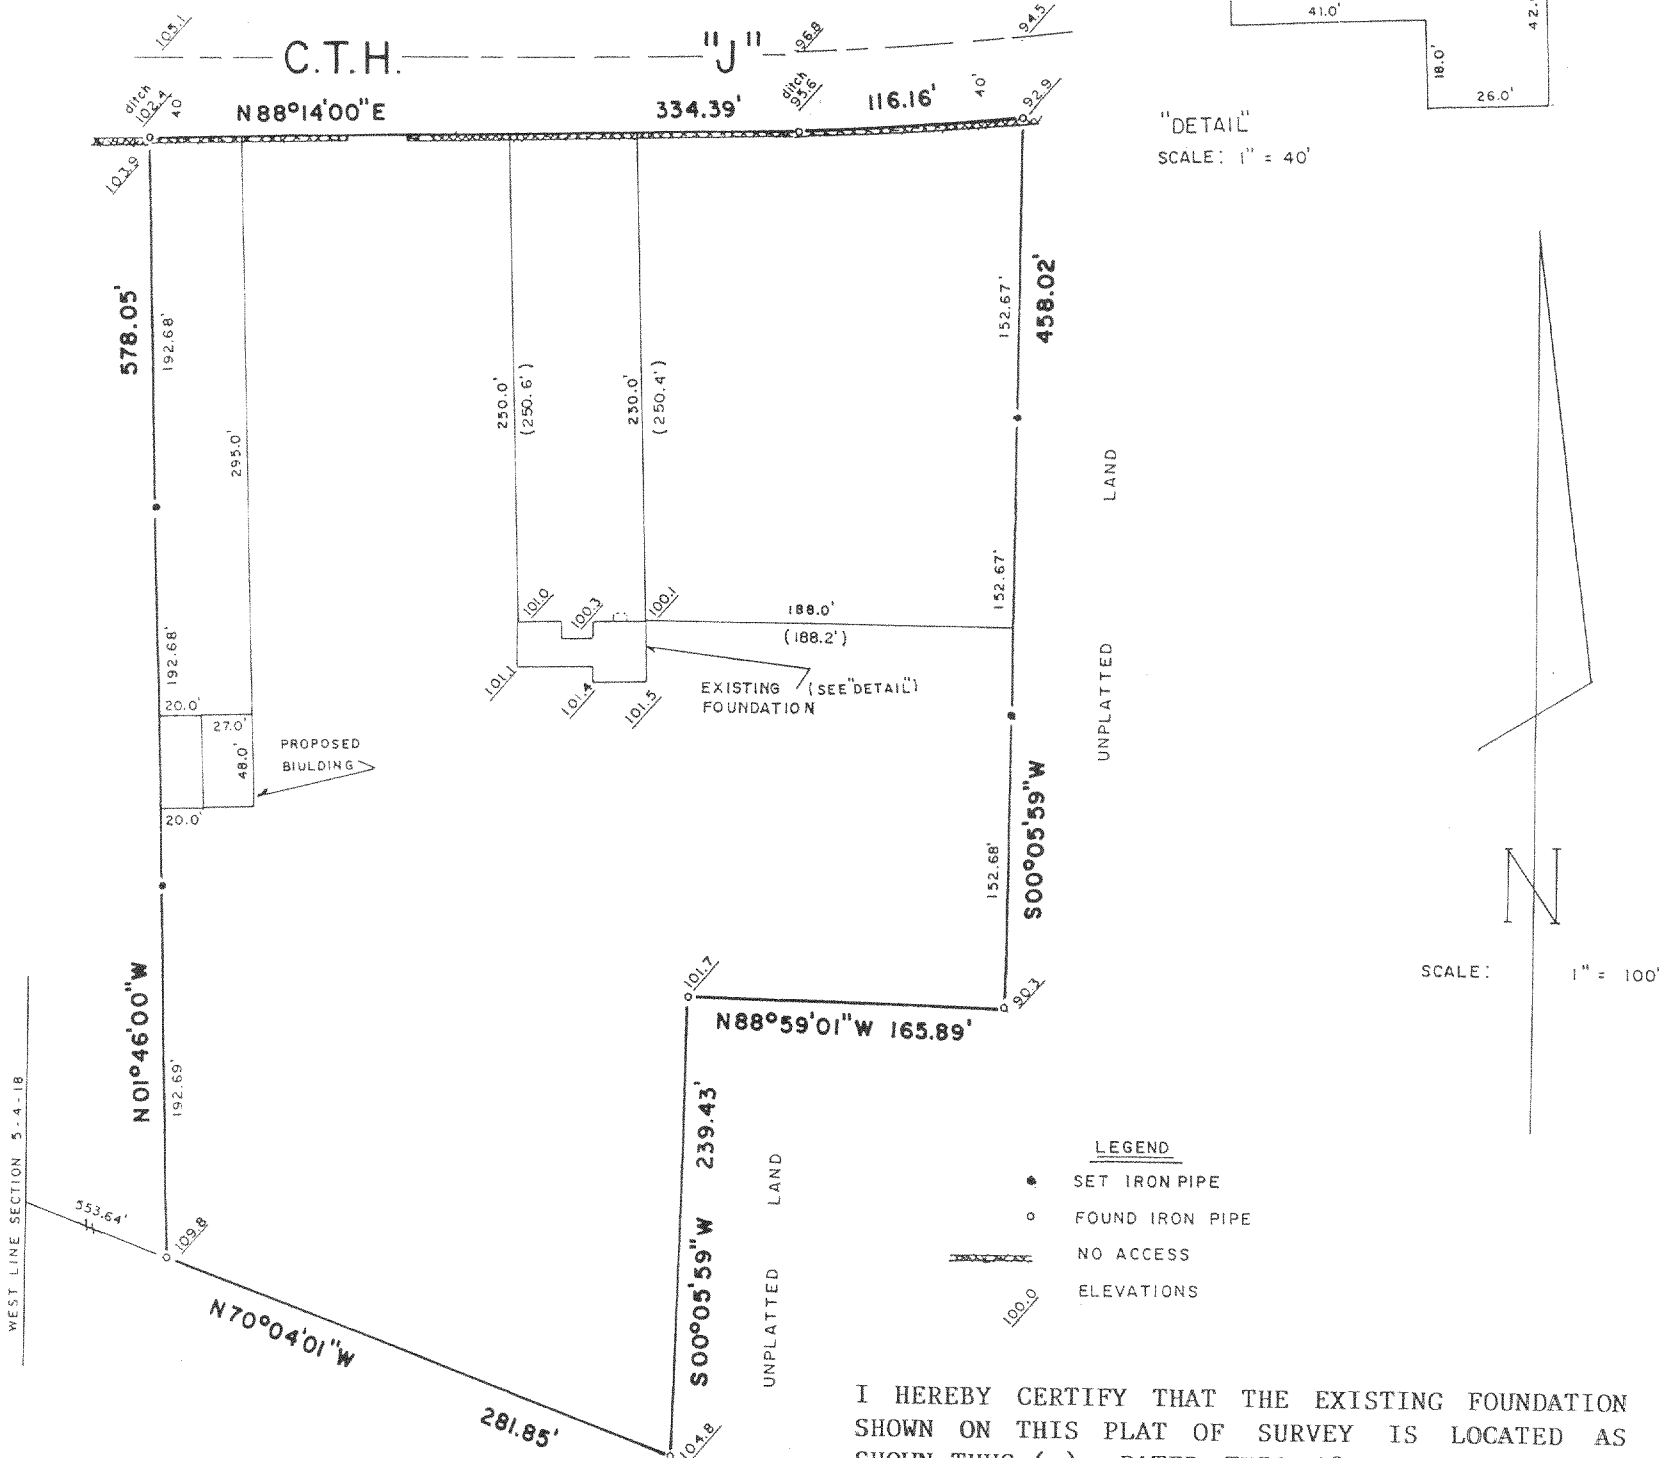 105.1
96.8
94.5
41.0'
42.
C.T.H. "J"
18.0'
26.0'
ditch
102.4
40'
N88°14'00"E
334.39'
ditch
95.6
116.16'
40'
92.9
103.9
"DETAIL"
SCALE: 1" = 40'
578.05'
192.68'
295.0'
250.0'
(250.6')
230.0'
(250.4')
152.67'
458.02'
LAND
UNPLATTED
152.67'
101.0
100.3
100.1
188.0'
(188.2')
101.1
101.4
101.5
EXISTING (SEE "DETAIL")
FOUNDATION
192.68'
20.0'
27.0'
48.0'
20.0'
PROPOSED
BIULDING
S00°05'59"W
152.68'
N
SCALE: 1" = 100'
101.7
90.3
N88°59'01"W 165.89'
N01°46'00"W
192.69'
WEST LINE SECTION 5-4-18
553.64'
109.8
N70°04'01"W
281.85'
104.8
S00°05'59"W 239.43'
UNPLATTED LAND
LEGEND
SET IRON PIPE
FOUND IRON PIPE
NO ACCESS
100.0 ELEVATIONS
I HEREBY CERTIFY THAT THE EXISTING FOUNDATION
SHOWN ON THIS PLAT OF SURVEY IS LOCATED AS